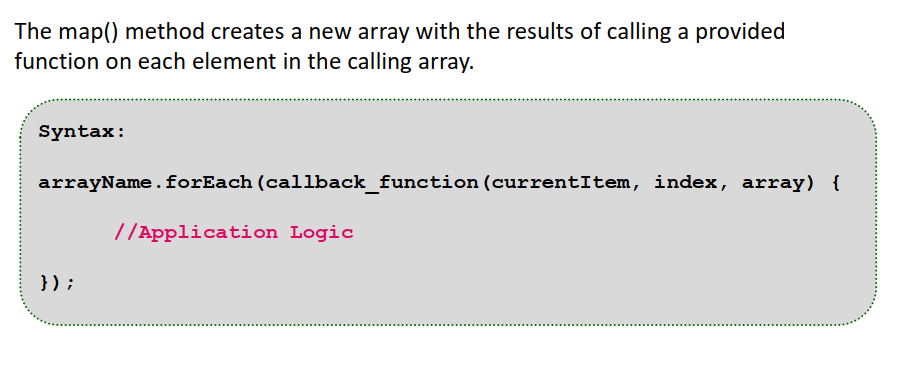 The map() method creates a new array with the results of calling a provided
function on each element in the calling array.
Syntax:
arrayName.forEach(callback_function(currentItem, index, array) {
//Application Logic
});